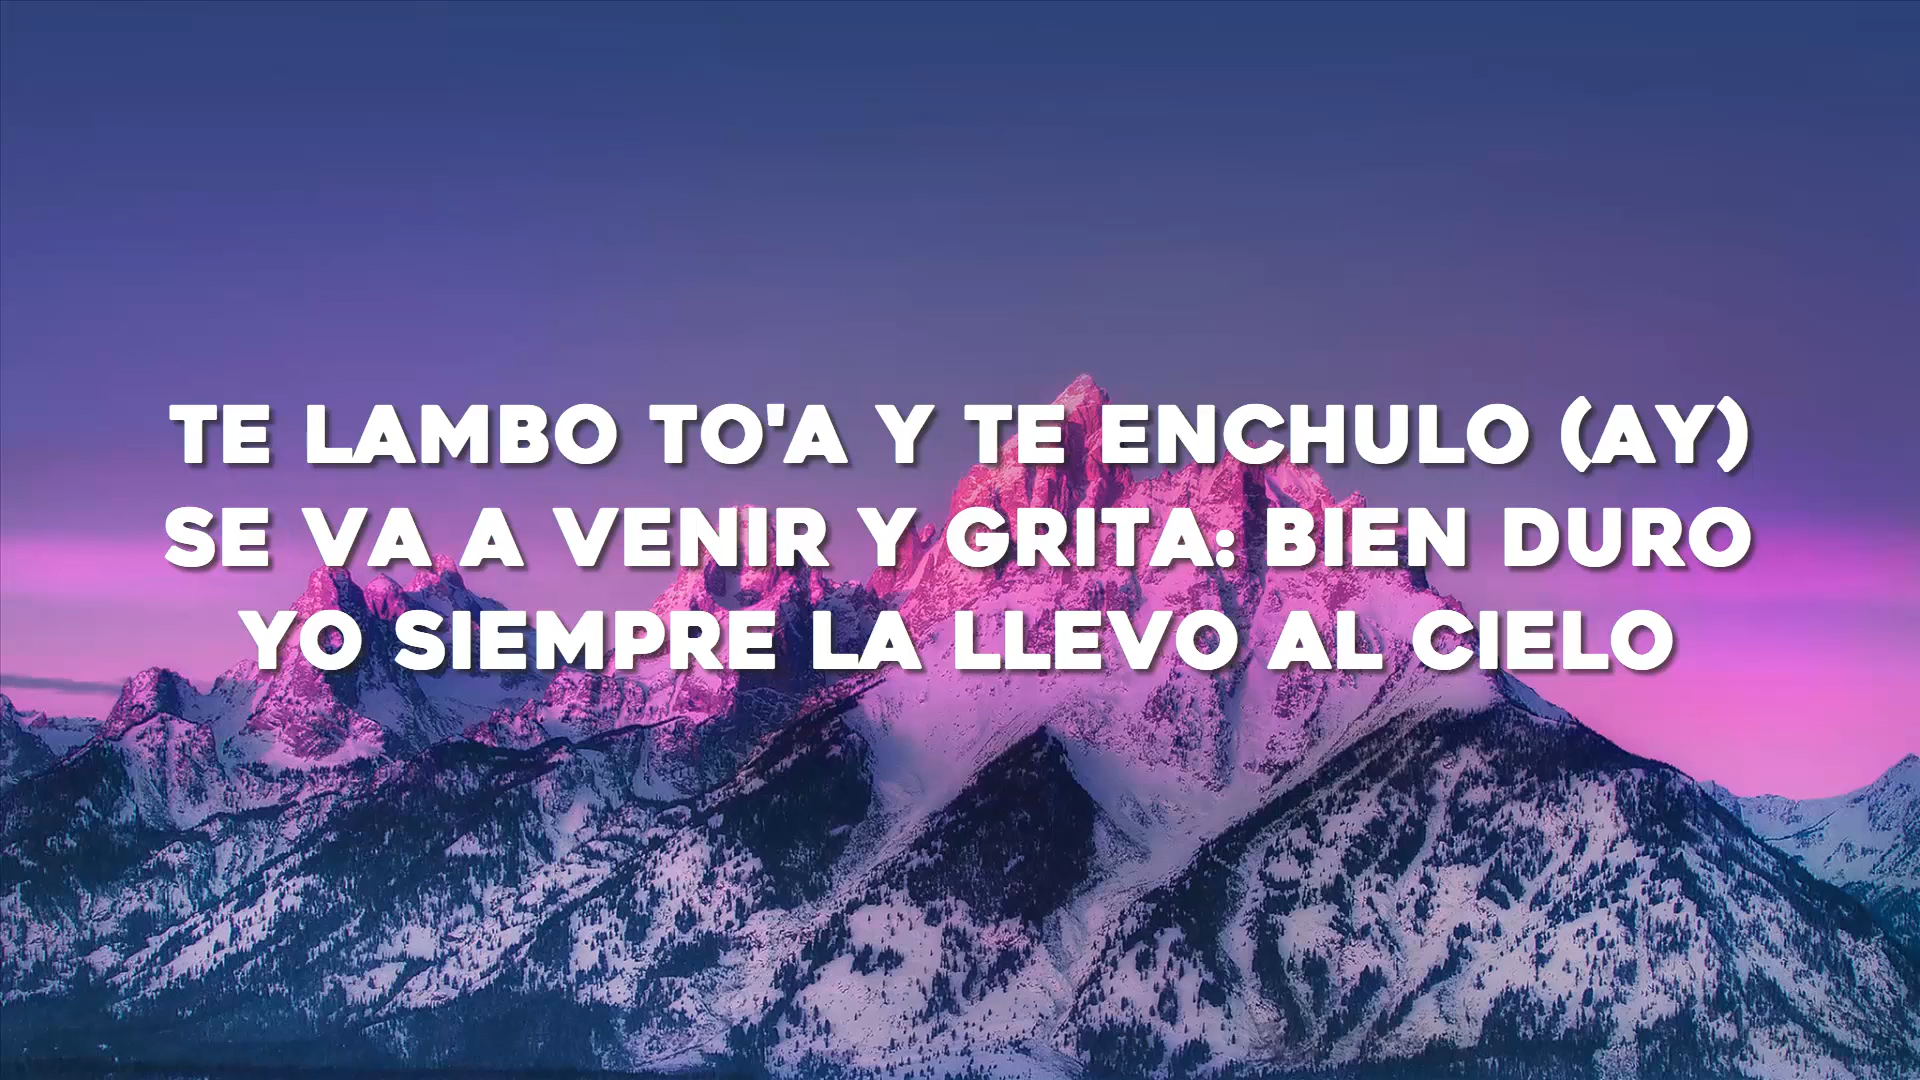 TE LAMBO TO'A Y TE ENCHULO (AY)
SE VA A VENIR Y GRITA: BIEN DURO
YO SIEMPRE LA LLEVO AL CIELO